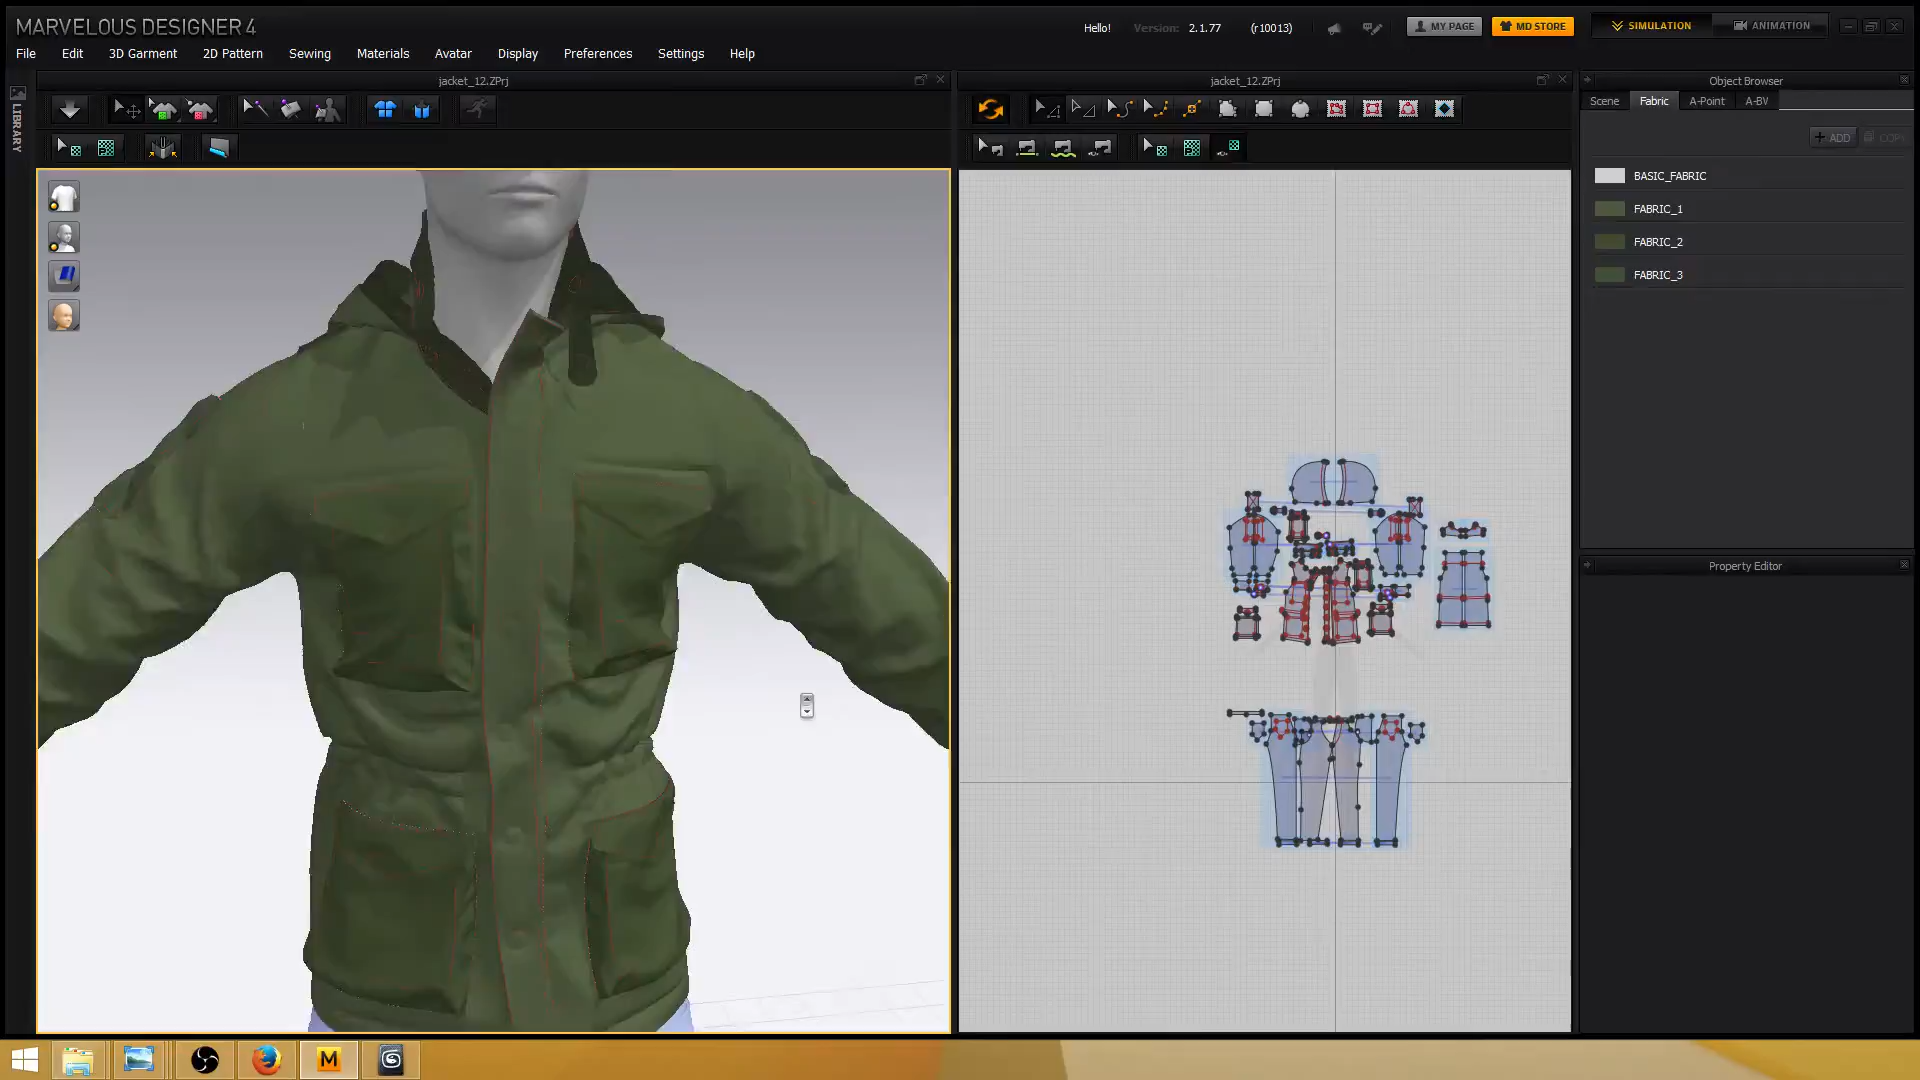 MARVELOUS DESIGNER 4
Hello! Version: 2.1.77 (r10013) MY PAGE MD STORE SIMULATION ANIMATION
File Edit 3D Garment 2D Pattern Sewing Materials Avatar Display Preferences Settings Help
jacket_12.ZPrj
jacket_12.ZPrj
Object Browser
LIBRARY
Scene Fabric A-Point A-BV
+ ADD COPY
BASIC_FABRIC
FABRIC_1
FABRIC_2
FABRIC_3
Property Editor
M